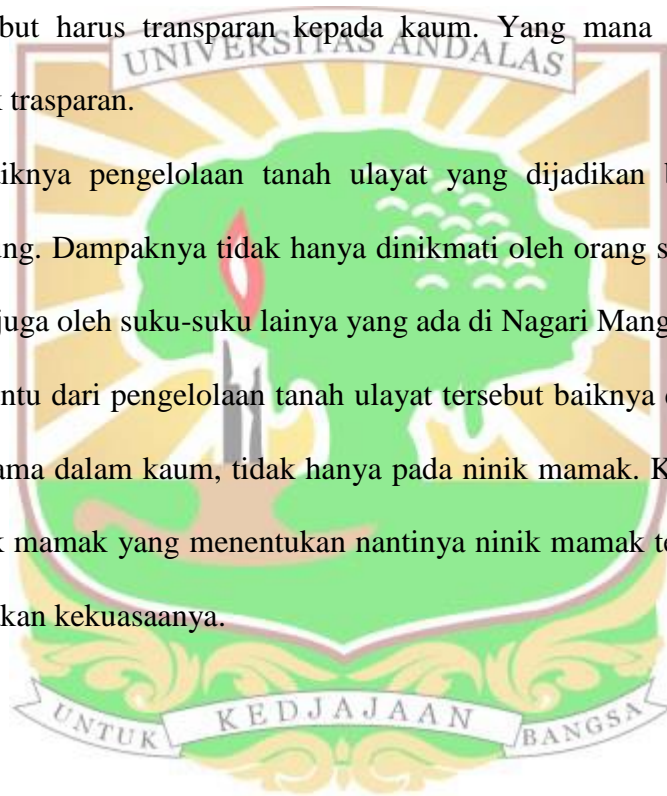 but harus transparan kepada kaum. Yang mana
UNIVERSITAS ANDALAS
trasparan.
iknya pengelolaan tanah ulayat yang dijadikan
ng. Dampaknya tidak hanya dinikmati oleh orang
juga oleh suku-suku lainya yang ada di Nagari Mang
ntu dari pengelolaan tanah ulayat tersebut baiknya
ama dalam kaum, tidak hanya pada ninik mamak. K
k mamak yang menentukan nantinya ninik mamak te
kan kekuasaanya.
UNTUK KEDJAJAAN BANGSA